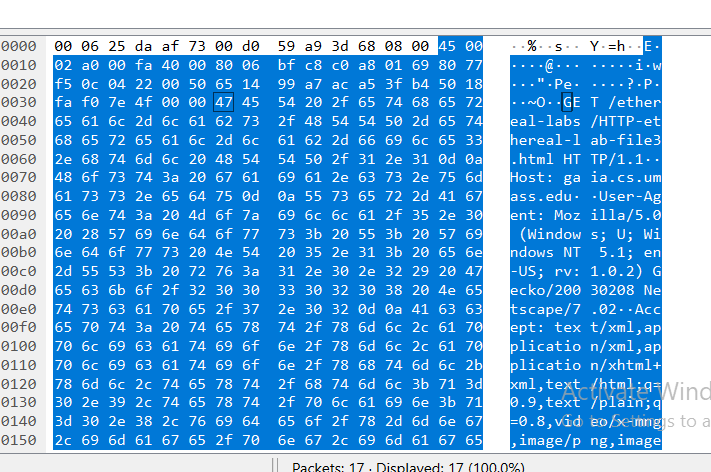 0000 00 06 25 da af 73 00 d0 59 a9 3d 68 08 00 45 00 ··%··s·· Y·=h··E·
0010 02 a0 00 fa 40 00 80 06 bf c8 c0 a8 01 69 80 77 ····@··· ·····i·w
0020 f5 0c 04 22 00 50 65 14 99 a7 ac a5 3f b4 50 18 ···"·Pe· ····?·P·
0030 fa f0 7e 4f 00 00 47 45 54 20 2f 65 74 68 65 72 ··~O··GE T /ether
0040 65 61 6c 2d 6c 61 62 73 2f 48 54 54 50 2d 65 74 eal-labs /HTTP-et
0050 68 65 72 65 61 6c 2d 6c 61 62 2d 66 69 6c 65 33 hereal-l ab-file3
0060 2e 68 74 6d 6c 20 48 54 54 50 2f 31 2e 31 0d 0a .html HT TP/1.1··
0070 48 6f 73 74 3a 20 67 61 69 61 2e 63 73 2e 75 6d Host: ga ia.cs.um
0080 61 73 73 2e 65 64 75 0d 0a 55 73 65 72 2d 41 67 ass.edu· ·User-Ag
0090 65 6e 74 3a 20 4d 6f 7a 69 6c 6c 61 2f 35 2e 30 ent: Moz illa/5.0
00a0 20 28 57 69 6e 64 6f 77 73 3b 20 55 3b 20 57 69 (Window s; U; Wi
00b0 6e 64 6f 77 73 20 4e 54 20 35 2e 31 3b 20 65 6e ndows NT 5.1; en
00c0 2d 55 53 3b 20 72 76 3a 31 2e 30 2e 32 29 20 47 -US; rv: 1.0.2) G
00d0 65 63 6b 6f 2f 32 30 30 33 30 32 30 38 20 4e 65 ecko/200 30208 Ne
00e0 74 73 63 61 70 65 2f 37 2e 30 32 0d 0a 41 63 63 tscape/7 .02··Acc
00f0 65 70 74 3a 20 74 65 78 74 2f 78 6d 6c 2c 61 70 ept: tex t/xml,ap
0100 70 6c 69 63 61 74 69 6f 6e 2f 78 6d 6c 2c 61 70 plicatio n/xml,ap
0110 70 6c 69 63 61 74 69 6f 6e 2f 78 68 74 6d 6c 2b plicatio n/xhtml+
0120 78 6d 6c 2c 74 65 78 74 2f 68 74 6d 6c 3b 71 3d xml,text /html;q=
0130 30 2e 39 2c 74 65 78 74 2f 70 6c 61 69 6e 3b 71 0.9,text /plain;q
0140 3d 30 2e 38 2c 76 69 64 65 6f 2f 78 2d 6d 6e 67 =0.8,vid eo/x-mng
0150 2c 69 6d 61 67 65 2f 70 6e 67 2c 69 6d 61 67 65 ,image/p ng,image
Activate Wind
Go to Settings to a
Packets: 17 · Displayed: 17 (100.0%)